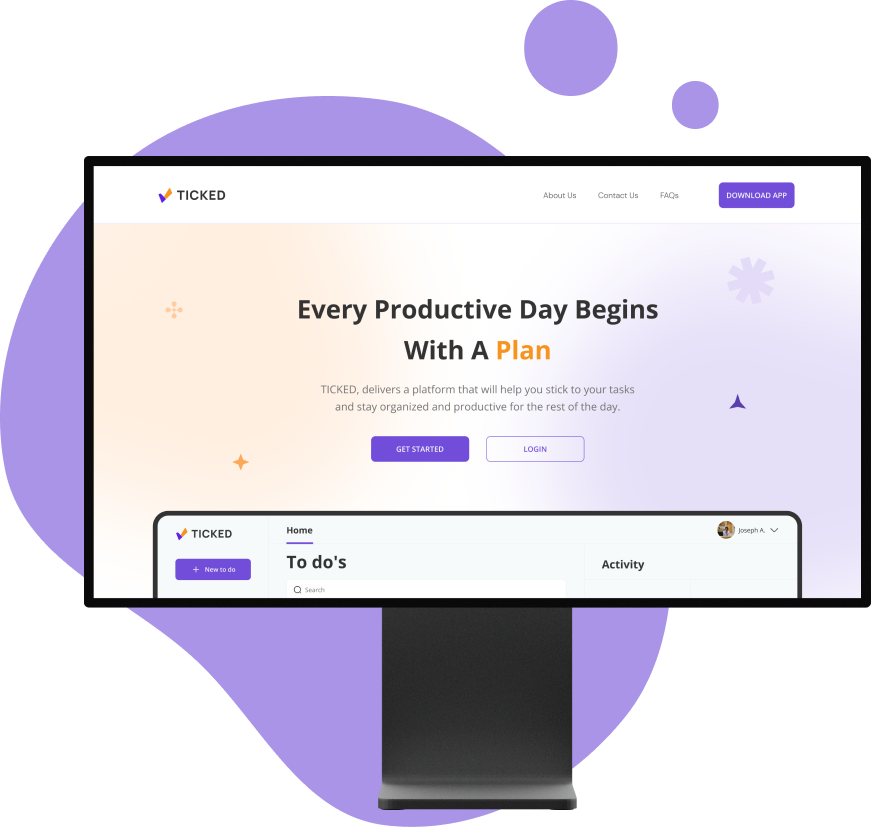 TICKED
About Us
Contact Us
FAQs
DOWNLOAD APP
Every Productive Day Begins
With A Plan
TICKED, delivers a platform that will help you stick to your tasks
and stay organized and productive for the rest of the day.
GET STARTED
LOGIN
TICKED
Home
Joseph A.
+ New to do
To do's
Activity
Search